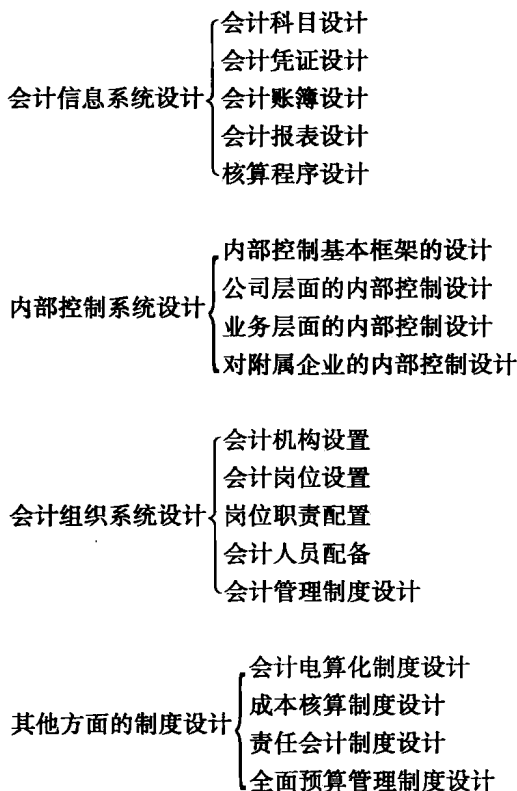 会计信息系统设计
会计科目设计
会计凭证设计
会计账簿设计
会计报表设计
核算程序设计
内部控制系统设计
内部控制基本框架的设计
公司层面的内部控制设计
业务层面的内部控制设计
对附属企业的内部控制设计
会计组织系统设计
会计机构设置
会计岗位设置
岗位职责配置
会计人员配备
会计管理制度设计
其他方面的制度设计
会计电算化制度设计
成本核算制度设计
责任会计制度设计
全面预算管理制度设计